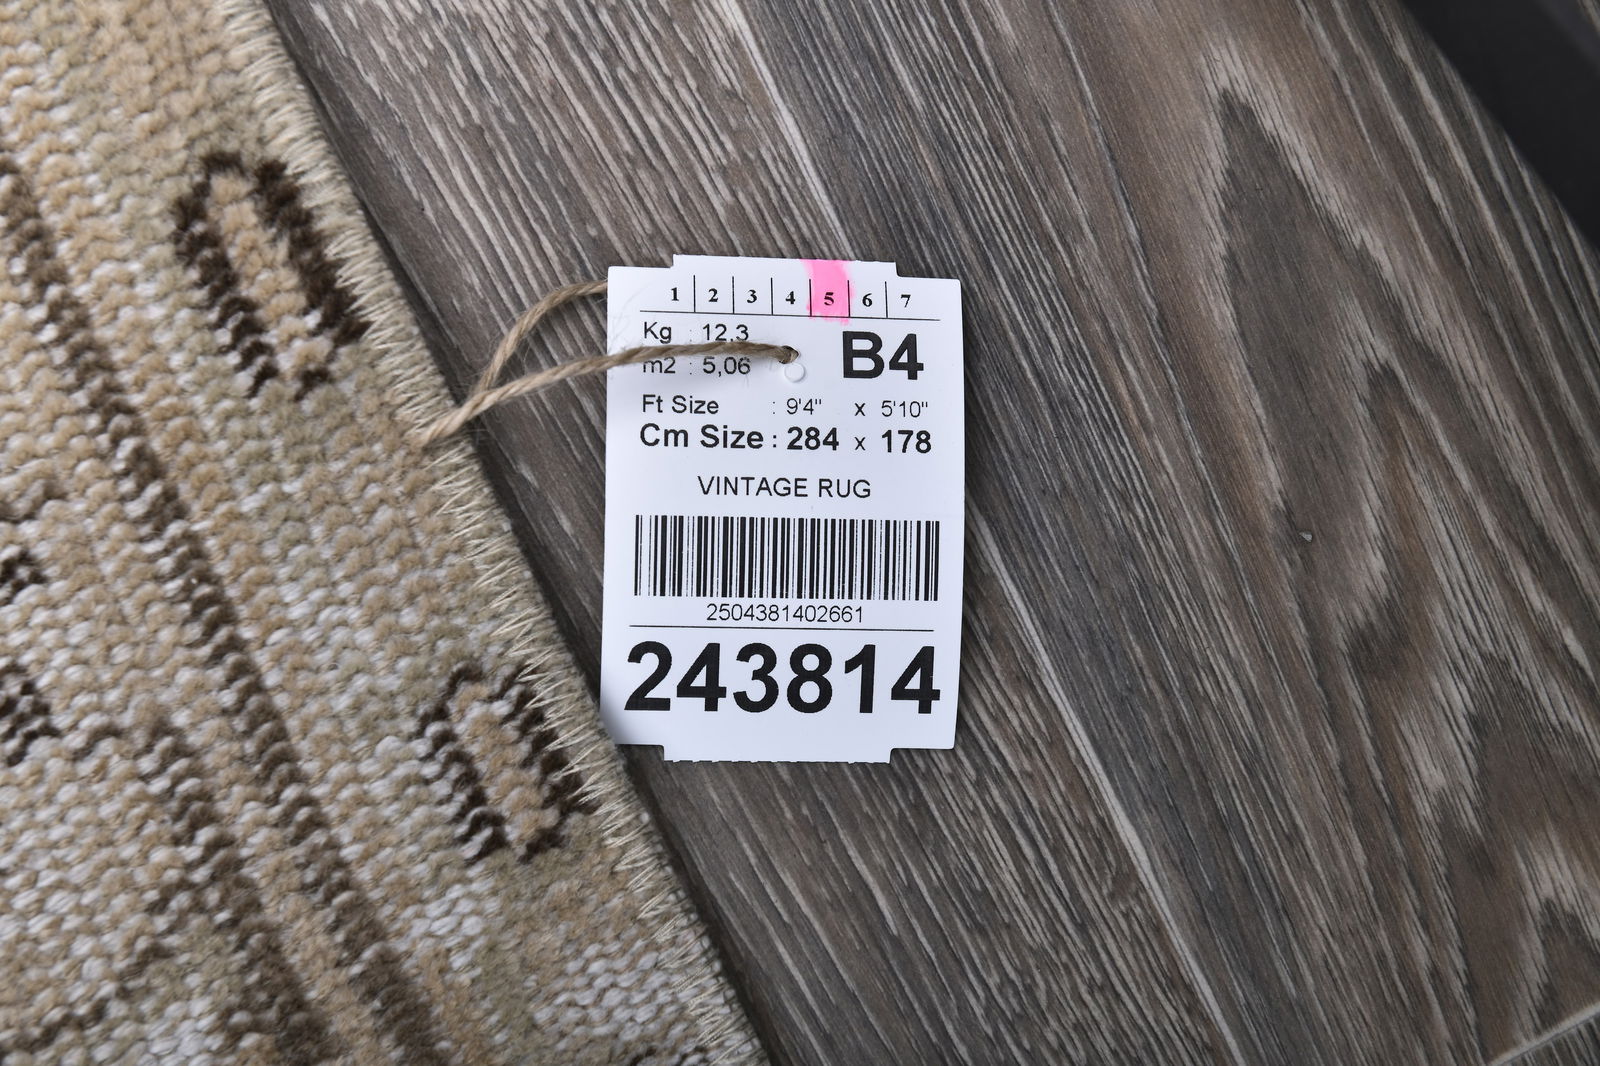 1 2 3 4 5 6 7
Kg : 12,3
B4
m2 : 5,06
Ft Size : 9'4" x 5'10"
Cm Size : 284 x 178
VINTAGE RUG
2504381402661
243814